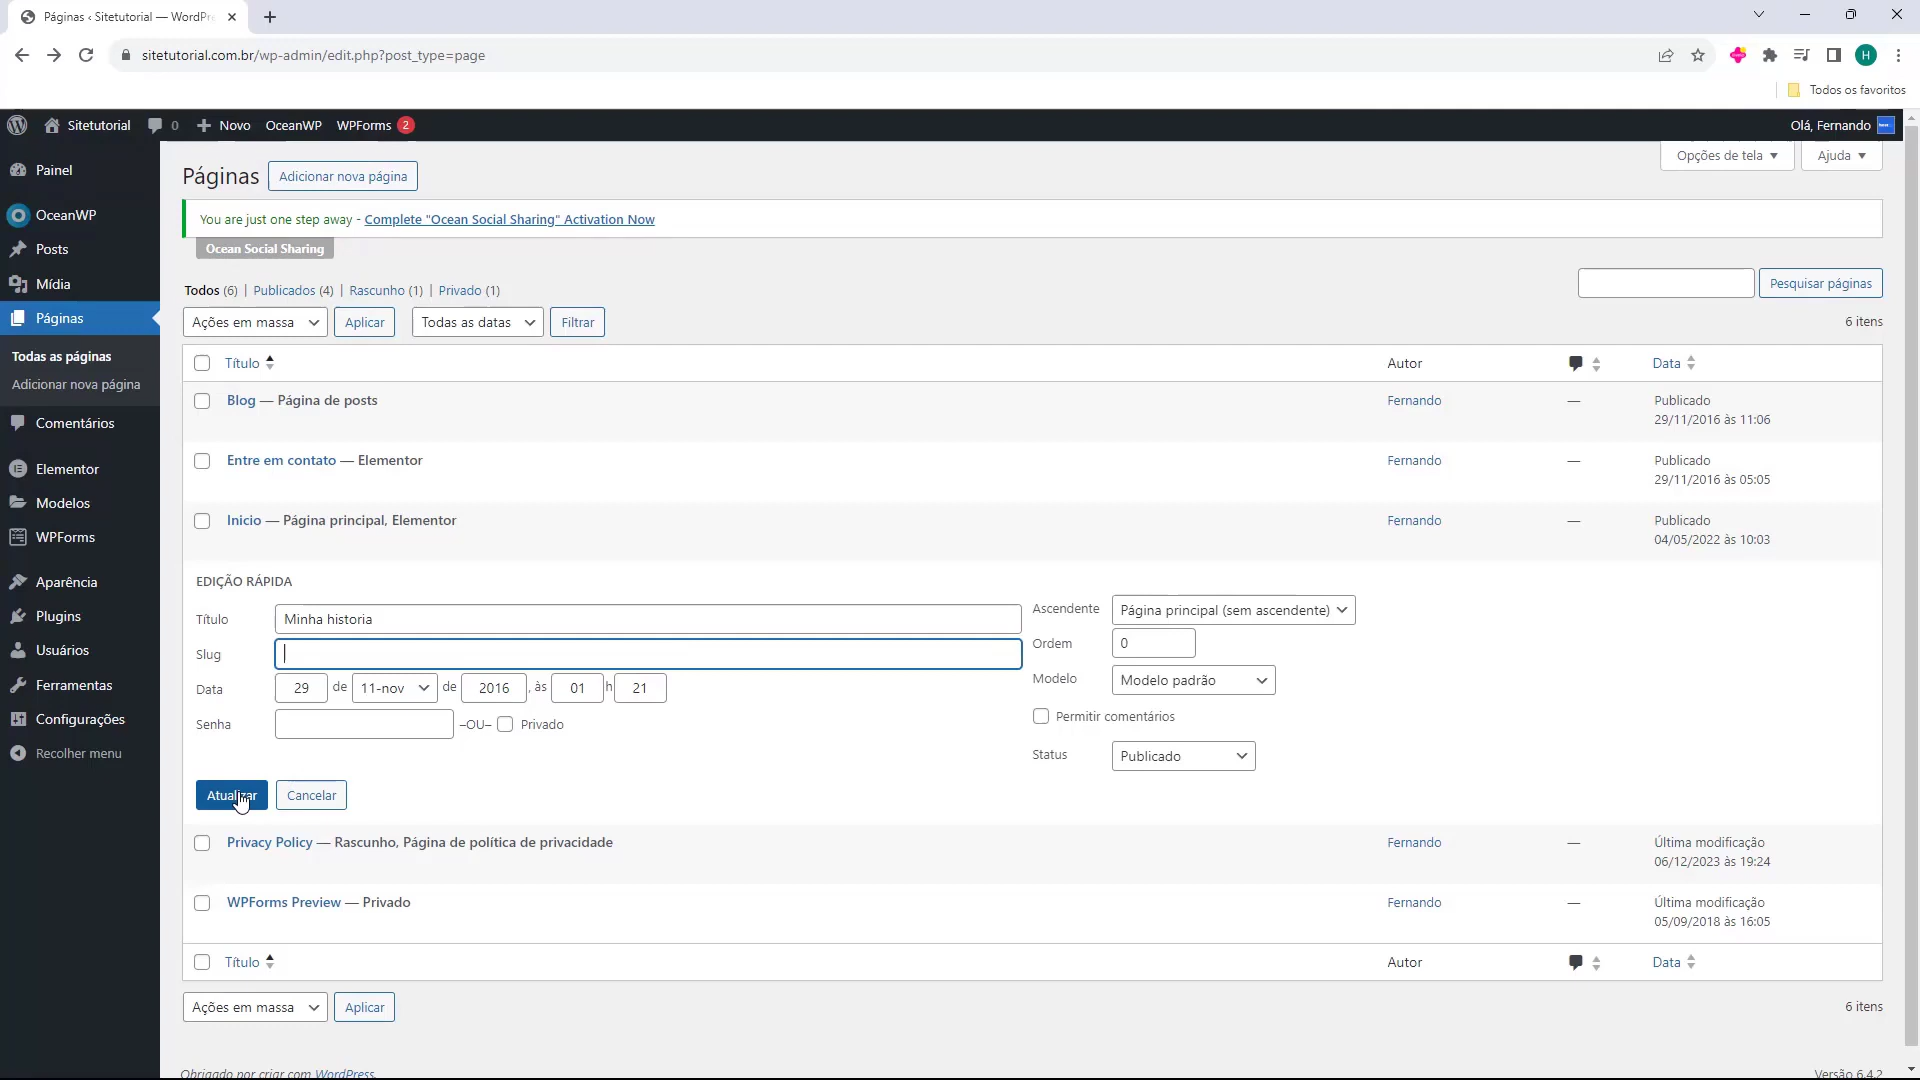 Páginas ‹ Sitetutorial — WordPr
sitetutorial.com.br/wp-admin/edit.php?post_type=page
H
Todos os favoritos
Sitetutorial 0 Novo OceanWP WPForms 2
Olá, Fernando
Painel
OceanWP
Posts
Mídia
Páginas
Todas as páginas
Adicionar nova página
Comentários
Elementor
Modelos
WPForms
Aparência
Plugins
Usuários
Ferramentas
Configurações
Recolher menu
Opções de tela Ajuda
Páginas Adicionar nova página
You are just one step away - Complete "Ocean Social Sharing" Activation Now
Ocean Social Sharing
Todos (6) | Publicados (4) | Rascunho (1) | Privado (1)
Pesquisar páginas
Ações em massa Aplicar Todas as datas Filtrar
6 itens
Título Autor Data
Blog — Página de posts Fernando — Publicado
29/11/2016 às 11:06
Entre em contato — Elementor Fernando — Publicado
29/11/2016 às 05:05
Inicio — Página principal, Elementor Fernando — Publicado
04/05/2022 às 10:03
EDIÇÃO RÁPIDA
Título Minha historia
Slug
Data 29 de 11-nov de 2016 , às 01 h 21
Senha –OU– Privado
Ascendente Página principal (sem ascendente)
Ordem 0
Modelo Modelo padrão
Permitir comentários
Status Publicado
Atualizar Cancelar
Privacy Policy — Rascunho, Página de política de privacidade Fernando — Última modificação
06/12/2023 às 19:24
WPForms Preview — Privado Fernando — Última modificação
05/09/2018 às 16:05
Título Autor Data
Ações em massa Aplicar
6 itens
Obrigado por criar com WordPress.
Versão 6.4.2